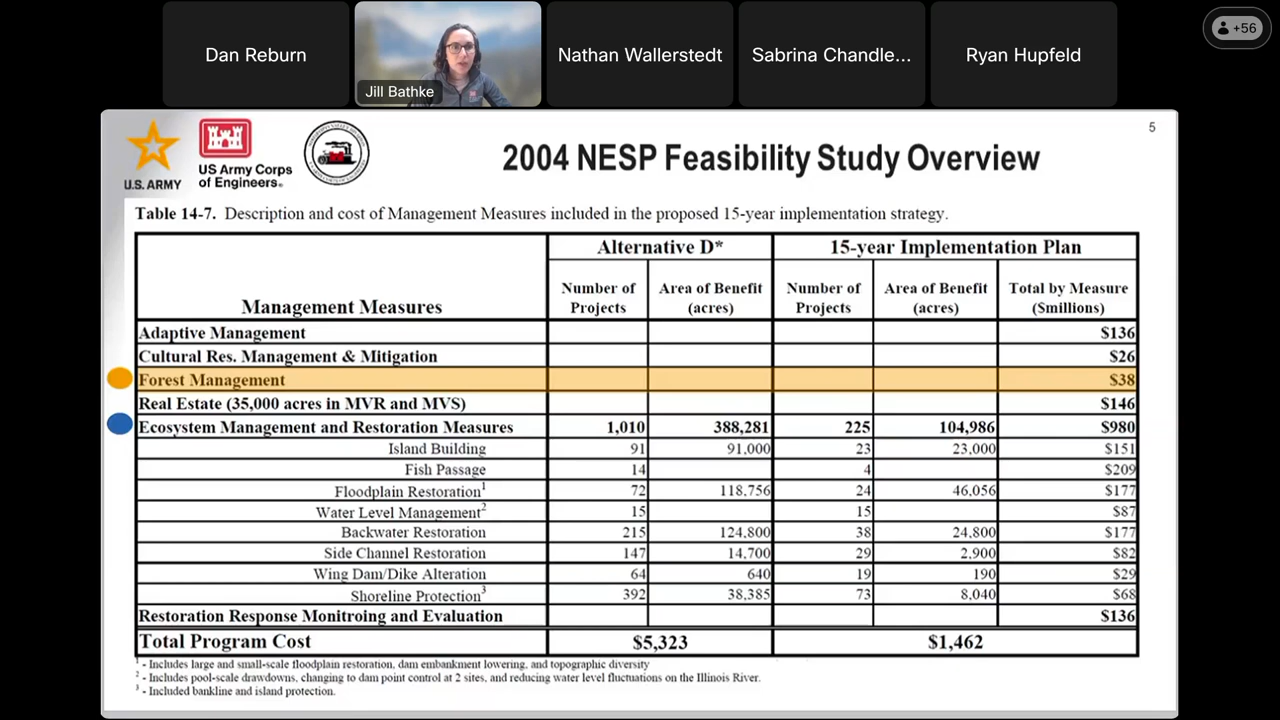 Dan Reburn
Jill Bathke
Nathan Wallerstedt
Sabrina Chandle...
Ryan Hupfeld
+56
5
U.S. ARMY
US Army Corps
of Engineers®
2004 NESP Feasibility Study Overview
Table 14-7. Description and cost of Management Measures included in the proposed 15-year implementation strategy.
Alternative D* 15-year Implementation Plan
Management Measures Number of Projects Area of Benefit (acres) Number of Projects Area of Benefit (acres) Total by Measure ($millions)
Adaptive Management $136
Cultural Res. Management & Mitigation $26
Forest Management $38
Real Estate (35,000 acres in MVR and MVS) $146
Ecosystem Management and Restoration Measures 1,010 388,281 225 104,986 $980
Island Building 91 91,000 23 23,000 $151
Fish Passage 14 4 $209
Floodplain Restoration¹ 72 118,756 24 46,056 $177
Water Level Management² 15 15 $87
Backwater Restoration 215 124,800 38 24,800 $177
Side Channel Restoration 147 14,700 29 2,900 $82
Wing Dam/Dike Alteration 64 640 19 190 $29
Shoreline Protection³ 392 38,385 73 8,040 $68
Restoration Response Monitroing and Evaluation $136
Total Program Cost $5,323 $1,462
¹ - Includes large and small-scale floodplain restoration, dam embankment lowering, and topographic diversity
² - Includes pool-scale drawdowns, changing to dam point control at 2 sites, and reducing water level fluctuations on the Illinois River.
³ - Included bankline and island protection.